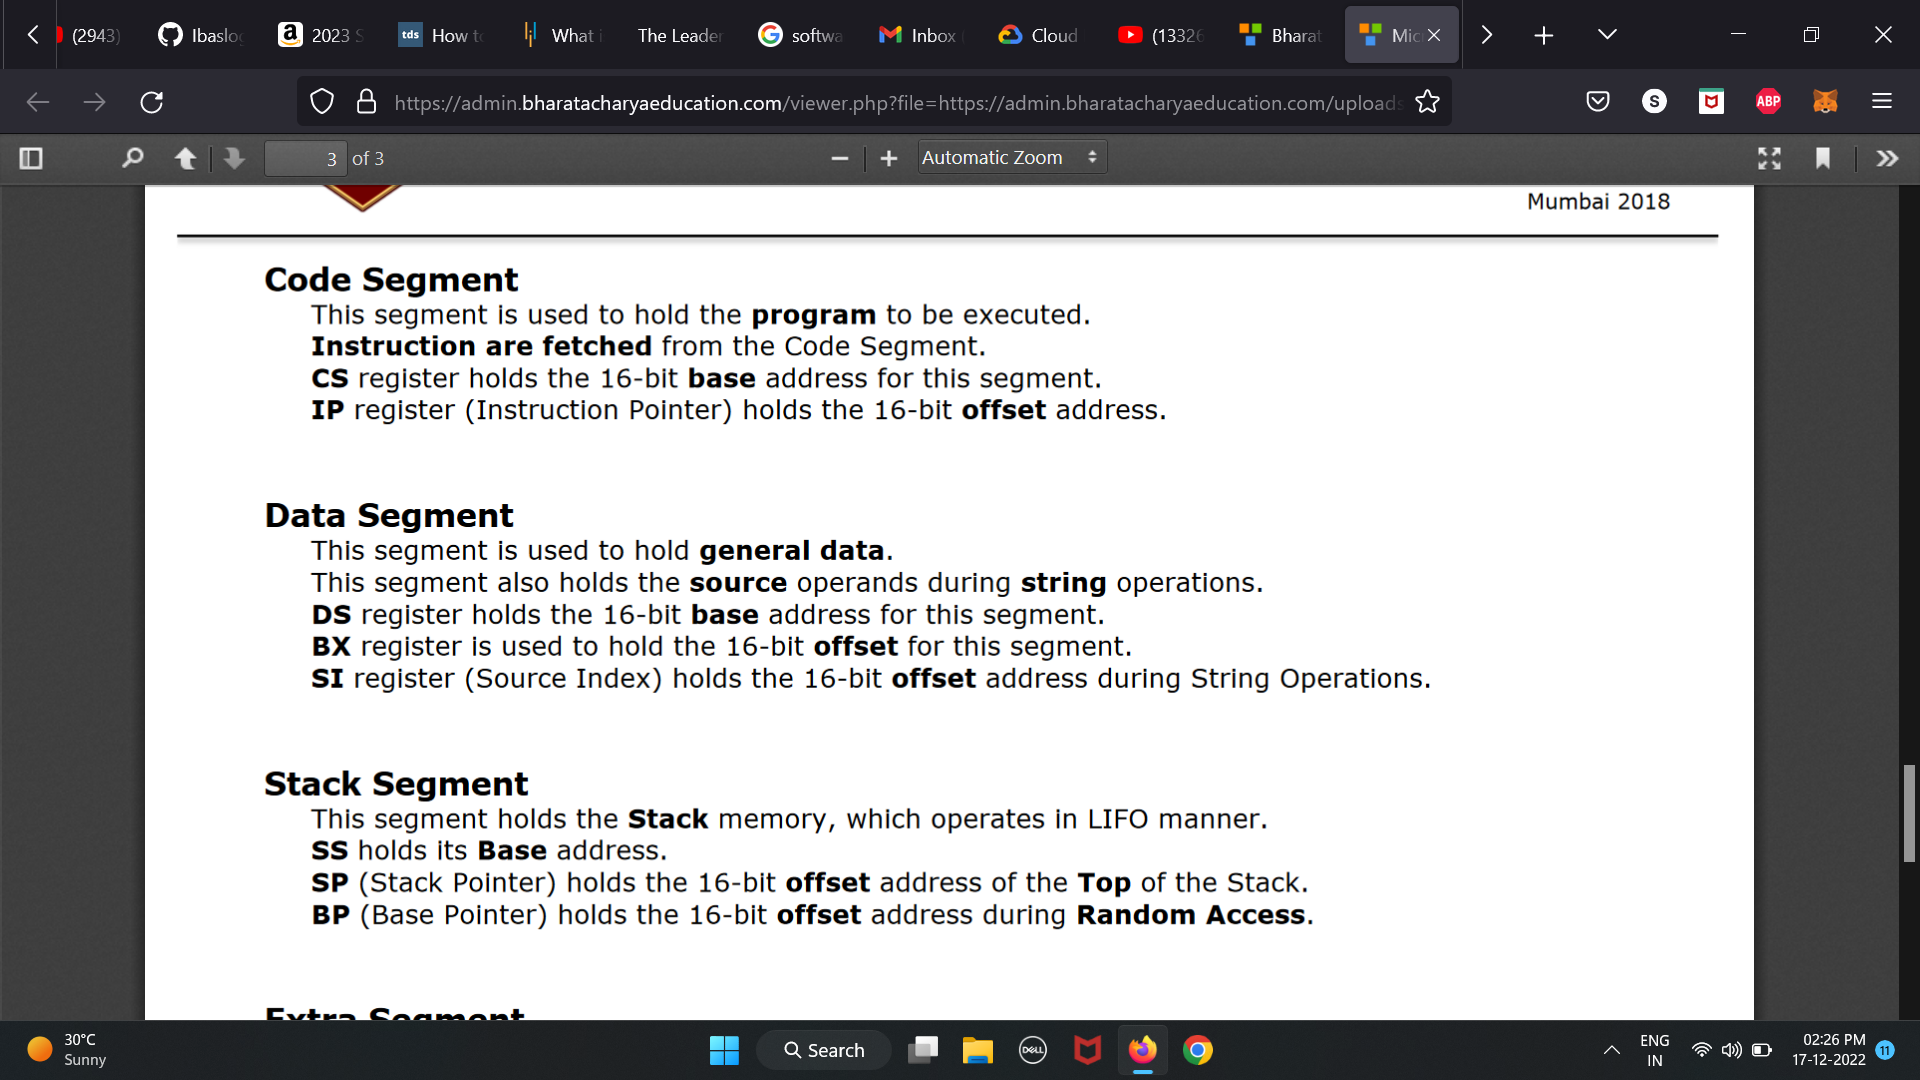 (2943)
Ibaslo
2023 S
tds
How to
What i
The Leader
softwa
Inbox
Cloud
(13326
Bharat
Mic
https://admin.bharatacharyaeducation.com/viewer.php?file=https://admin.bharatacharyaeducation.com/uploads
S
ABP
3 of 3
Automatic Zoom
Mumbai 2018
Code Segment
This segment is used to hold the program to be executed.
Instruction are fetched from the Code Segment.
CS register holds the 16-bit base address for this segment.
IP register (Instruction Pointer) holds the 16-bit offset address.
Data Segment
This segment is used to hold general data.
This segment also holds the source operands during string operations.
DS register holds the 16-bit base address for this segment.
BX register is used to hold the 16-bit offset for this segment.
SI register (Source Index) holds the 16-bit offset address during String Operations.
Stack Segment
This segment holds the Stack memory, which operates in LIFO manner.
SS holds its Base address.
SP (Stack Pointer) holds the 16-bit offset address of the Top of the Stack.
BP (Base Pointer) holds the 16-bit offset address during Random Access.
Extra Segment
30°C
Sunny
Search
DELL
ENG
IN
02:26 PM
17-12-2022
11